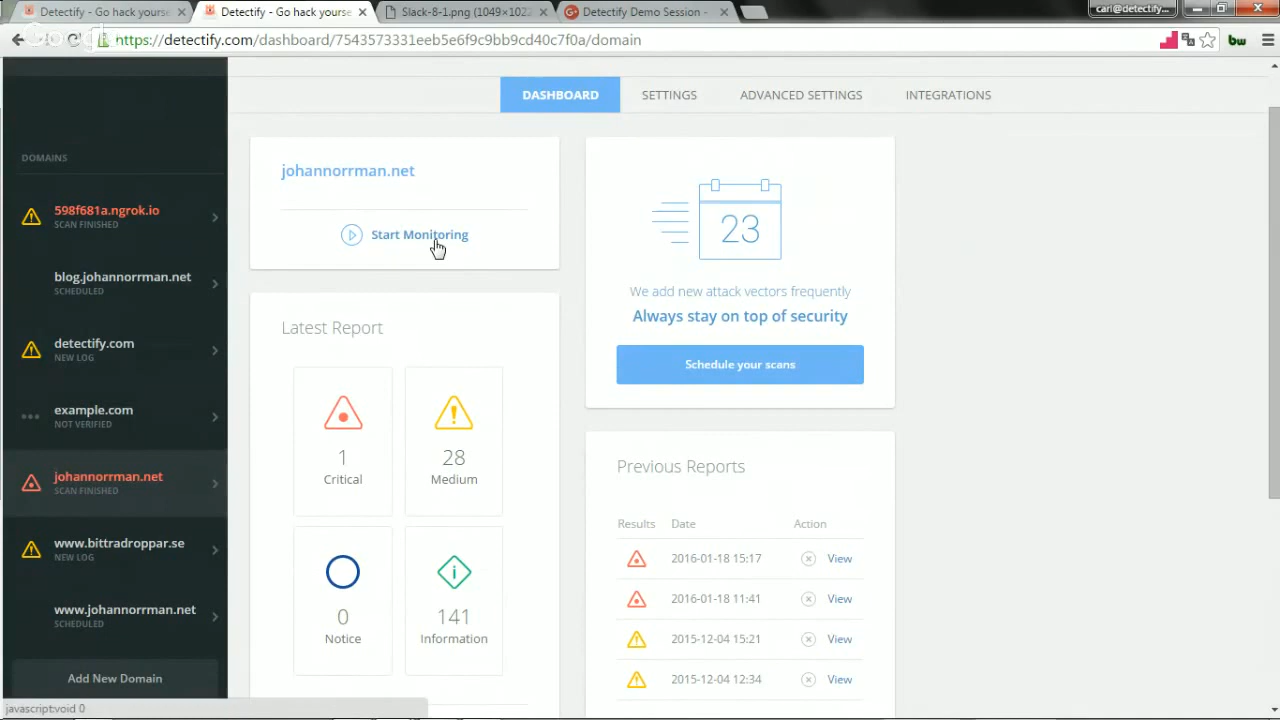 Detectify - Go hack yourse
Detectify - Go hack yourse
Slack-8-1.png (1049×1022
Detectify Demo Session -
carl@detectify...
https://detectify.com/dashboard/7543573331eeb5e6f9c9bb9cd40c7f0a/domain
bw
DASHBOARD
SETTINGS
ADVANCED SETTINGS
INTEGRATIONS
DOMAINS
598f681a.ngrok.io
SCAN FINISHED
blog.johannorrman.net
SCHEDULED
detectify.com
NEW LOG
example.com
NOT VERIFIED
johannorrman.net
SCAN FINISHED
www.bittradroppar.se
NEW LOG
www.johannorrman.net
SCHEDULED
Add New Domain
javascript:void 0
johannorrman.net
Start Monitoring
Latest Report
1
Critical
28
Medium
0
Notice
141
Information
23
We add new attack vectors frequently
Always stay on top of security
Schedule your scans
Previous Reports
Results Date Action
2016-01-18 15:17 View
2016-01-18 11:41 View
2015-12-04 15:21 View
2015-12-04 12:34 View